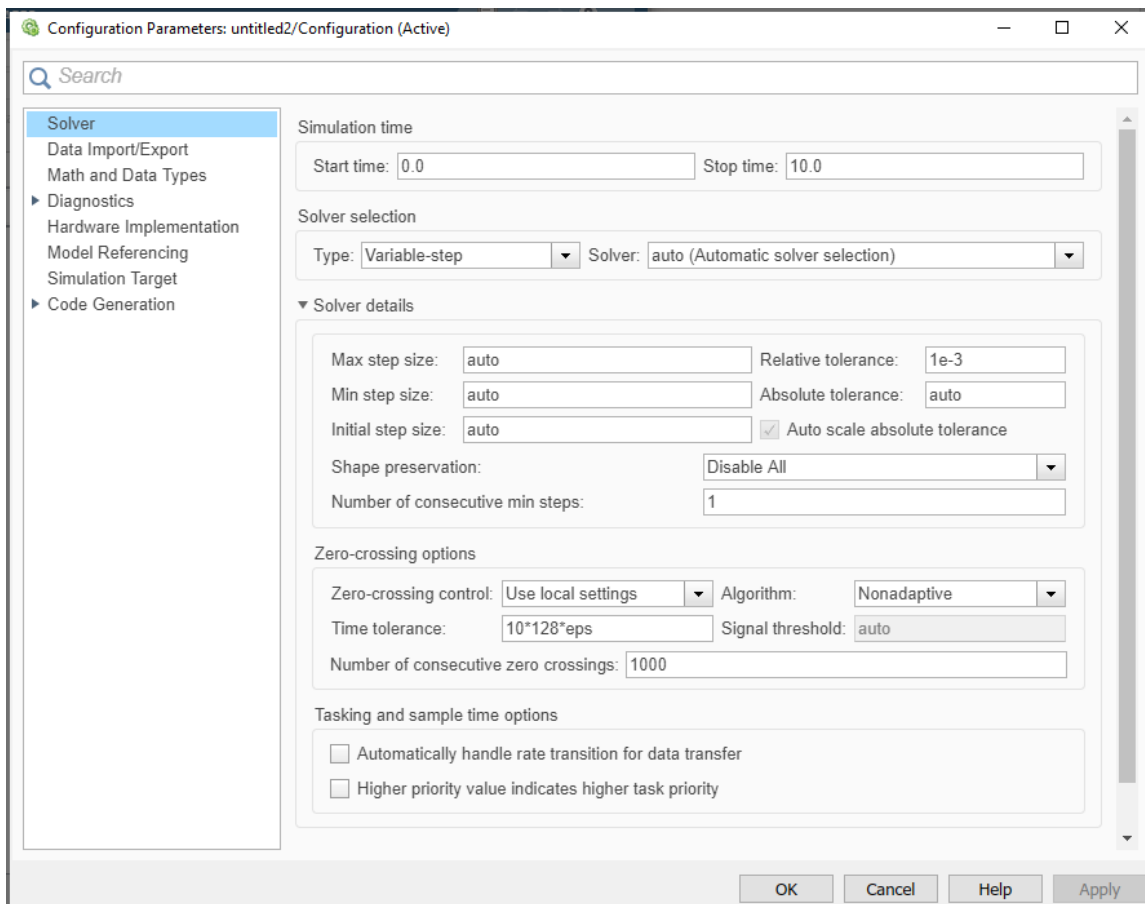 Configuration Parameters: untitled2/Configuration (Active)
Search
Solver
Data Import/Export
Math and Data Types
Diagnostics
Hardware Implementation
Model Referencing
Simulation Target
Code Generation
Simulation time
Start time: 0.0 Stop time: 10.0
Solver selection
Type: Variable-step Solver: auto (Automatic solver selection)
Solver details
Max step size: auto Relative tolerance: 1e-3
Min step size: auto Absolute tolerance: auto
Initial step size: auto Auto scale absolute tolerance
Shape preservation: Disable All
Number of consecutive min steps: 1
Zero-crossing options
Zero-crossing control: Use local settings Algorithm: Nonadaptive
Time tolerance: 10*128*eps Signal threshold: auto
Number of consecutive zero crossings: 1000
Tasking and sample time options
Automatically handle rate transition for data transfer
Higher priority value indicates higher task priority
OK Cancel Help Apply